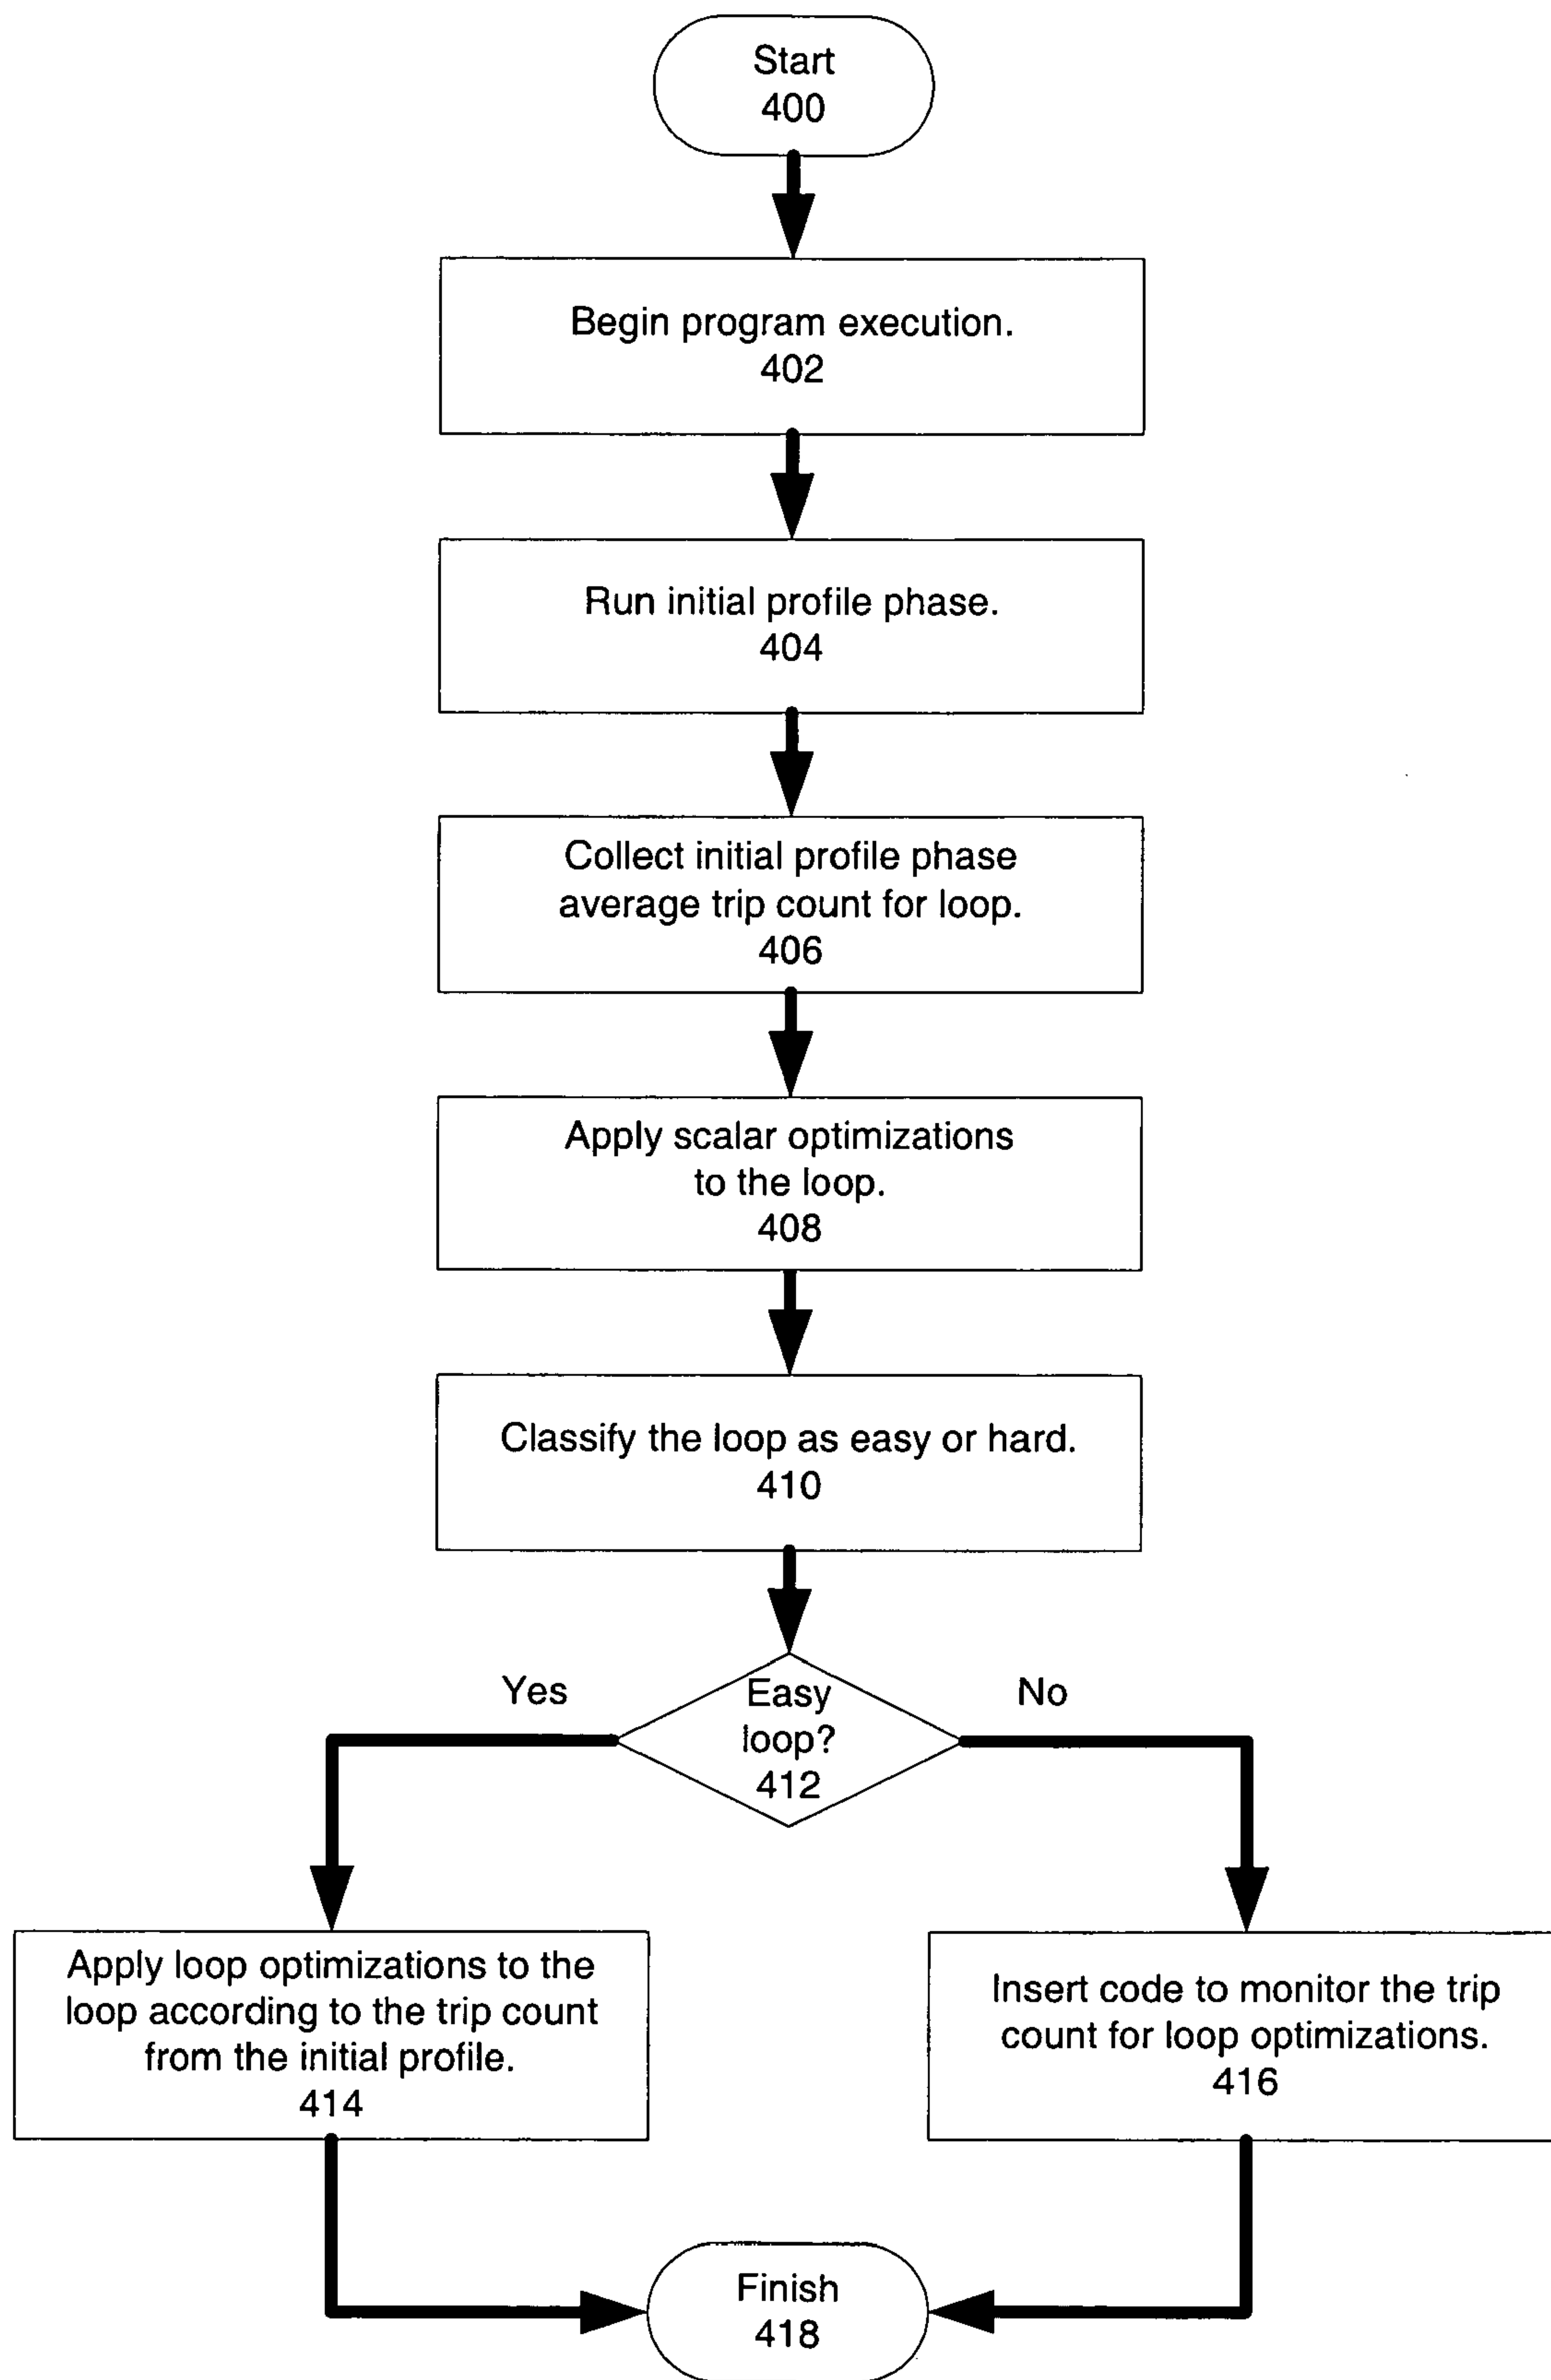 Start
400
Begin program execution.
402
Run initial profile phase.
404
Collect initial profile phase
average trip count for loop.
406
Apply scalar optimizations
to the loop.
408
Classify the loop as easy or hard.
410
Yes
Easy
loop?
412
No
Apply loop optimizations to the
loop according to the trip count
from the initial profile.
414
Insert code to monitor the trip
count for loop optimizations.
416
Finish
418